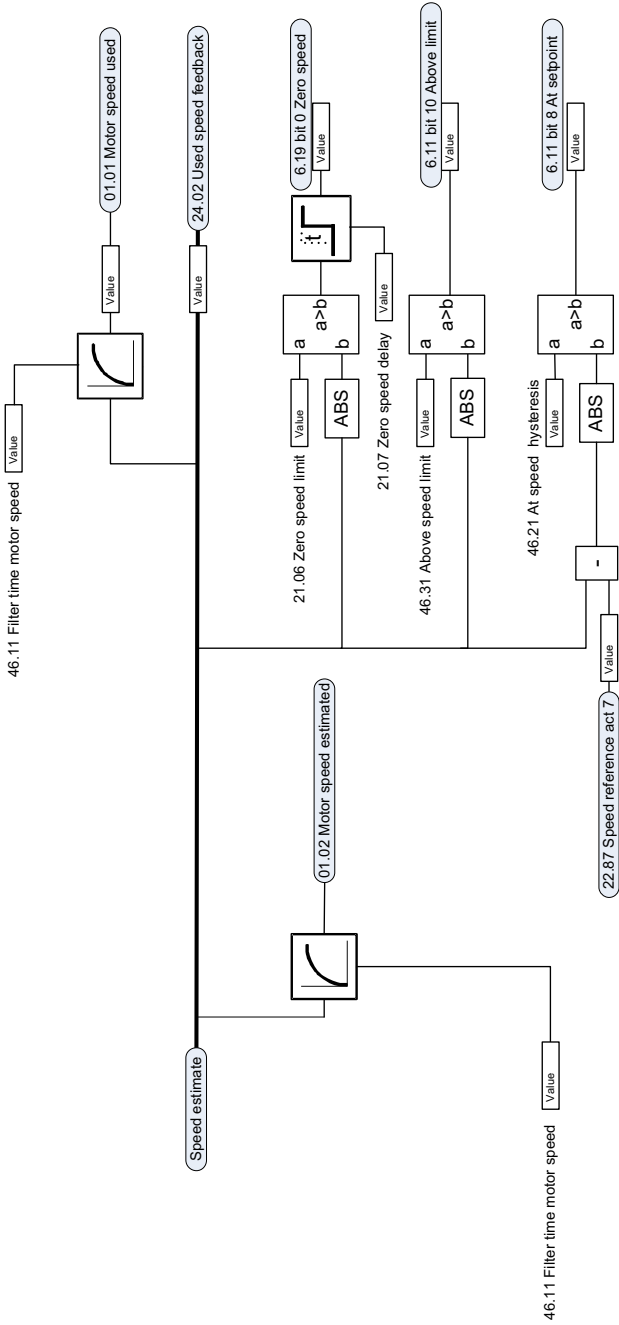 46.11 Filter time motor speed
Value
Value
01.01 Motor speed used
Speed estimate
Value
24.02 Used speed feedback
01.02 Motor speed estimated
46.11 Filter time motor speed
Value
21.06 Zero speed limit
Value
a
a>b
b
ABS
t
Value
6.19 bit 0 Zero speed
21.07 Zero speed delay
Value
46.31 Above speed limit
Value
a
a>b
b
ABS
Value
6.11 bit 10 Above limit
46.21 At speed hysteresis
Value
a
a>b
b
ABS
Value
6.11 bit 8 At setpoint
-
22.87 Speed reference act 7
Value